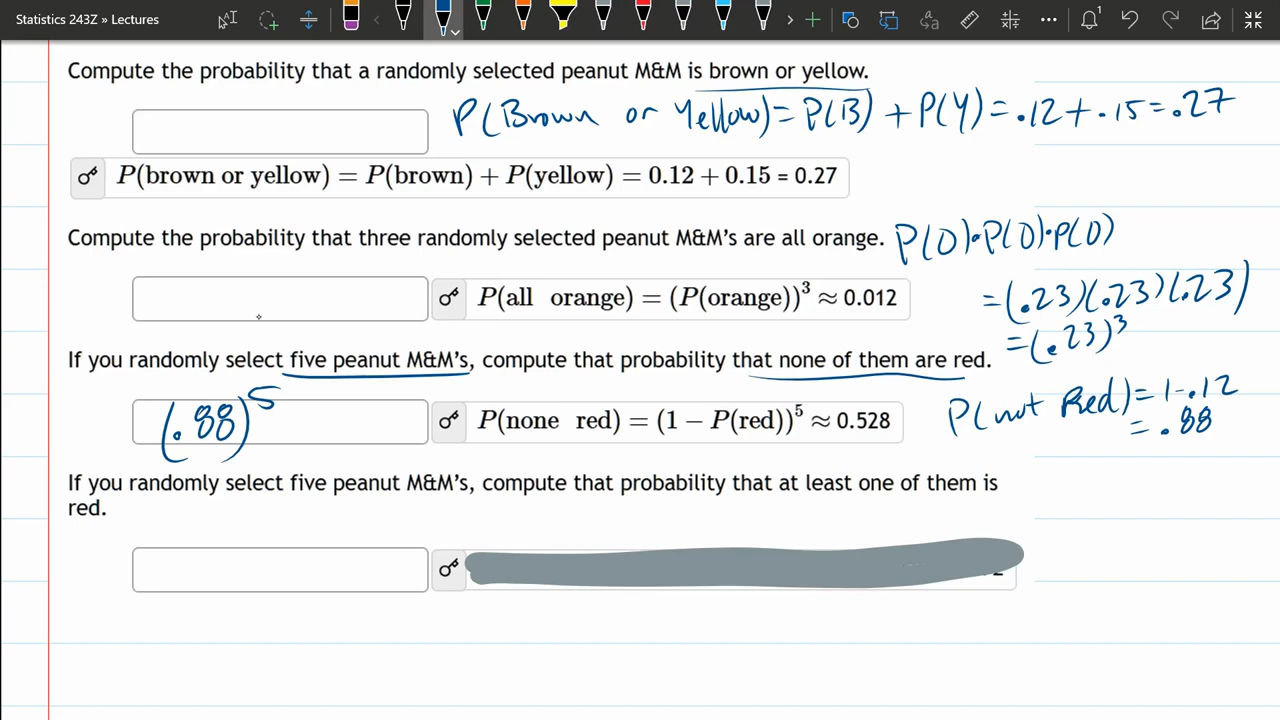 Statistics 243Z » Lectures
Compute the probability that a randomly selected peanut M&M is brown or yellow.
P(Brown or Yellow) = P(B) + P(Y) = .12 + .15 = .27
P(brown or yellow) = P(brown) + P(yellow) = 0.12 + 0.15 = 0.27
Compute the probability that three randomly selected peanut M&M's are all orange.
P(O)·P(O)·P(O)
P(all orange) = (P(orange))³ ≈ 0.012
= (.23)(.23)(.23)
= (.23)³
If you randomly select five peanut M&M's, compute that probability that none of them are red.
P(not Red) = 1-.12
= .88
(.88)⁵
P(none red) = (1 − P(red))⁵ ≈ 0.528
If you randomly select five peanut M&M's, compute that probability that at least one of them is
red.